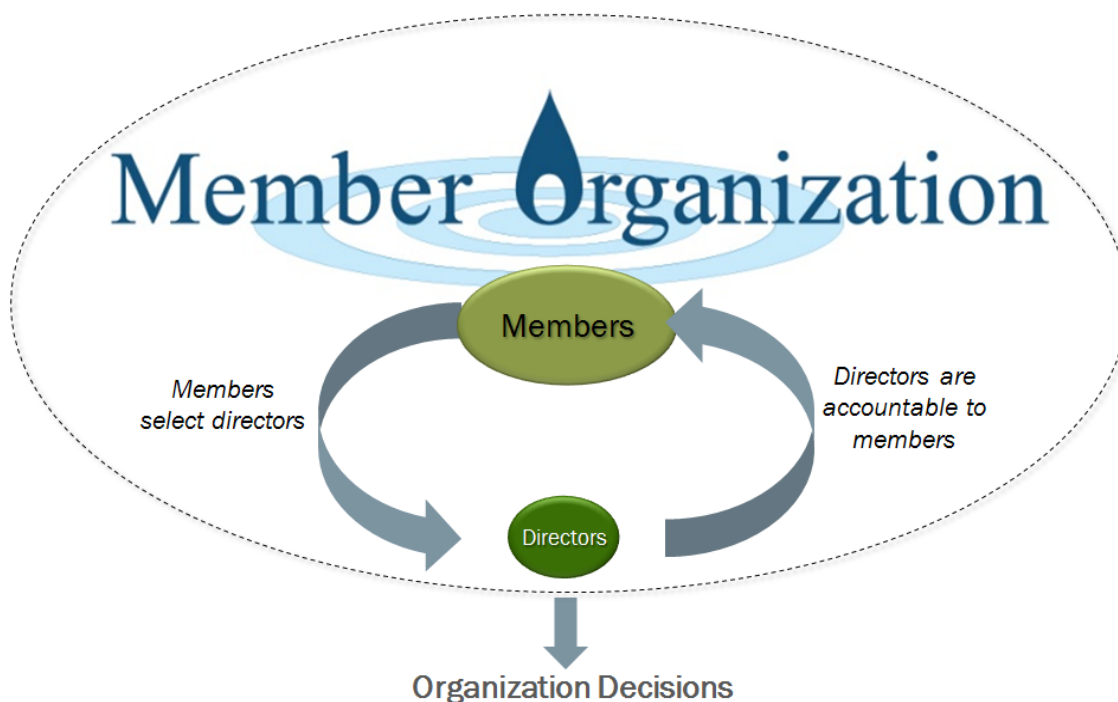 Member Organization
Members
Members
select directors
Directors are
accountable to
members
Directors
Organization Decisions